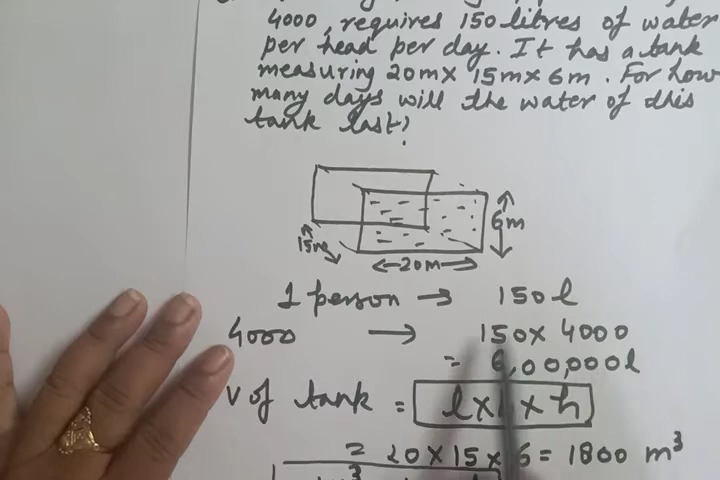 4000, requires 150 litres of water
per head per day. It has a tank
measuring 20m× 15m× 6m. For how
many days will the water of this
tank last?
6m
15m
20m
1 person → 150 l
4000 → 150× 4000
= 6,00,000l
V of tank = l×b×h
= 20×15×6= 1800 m³